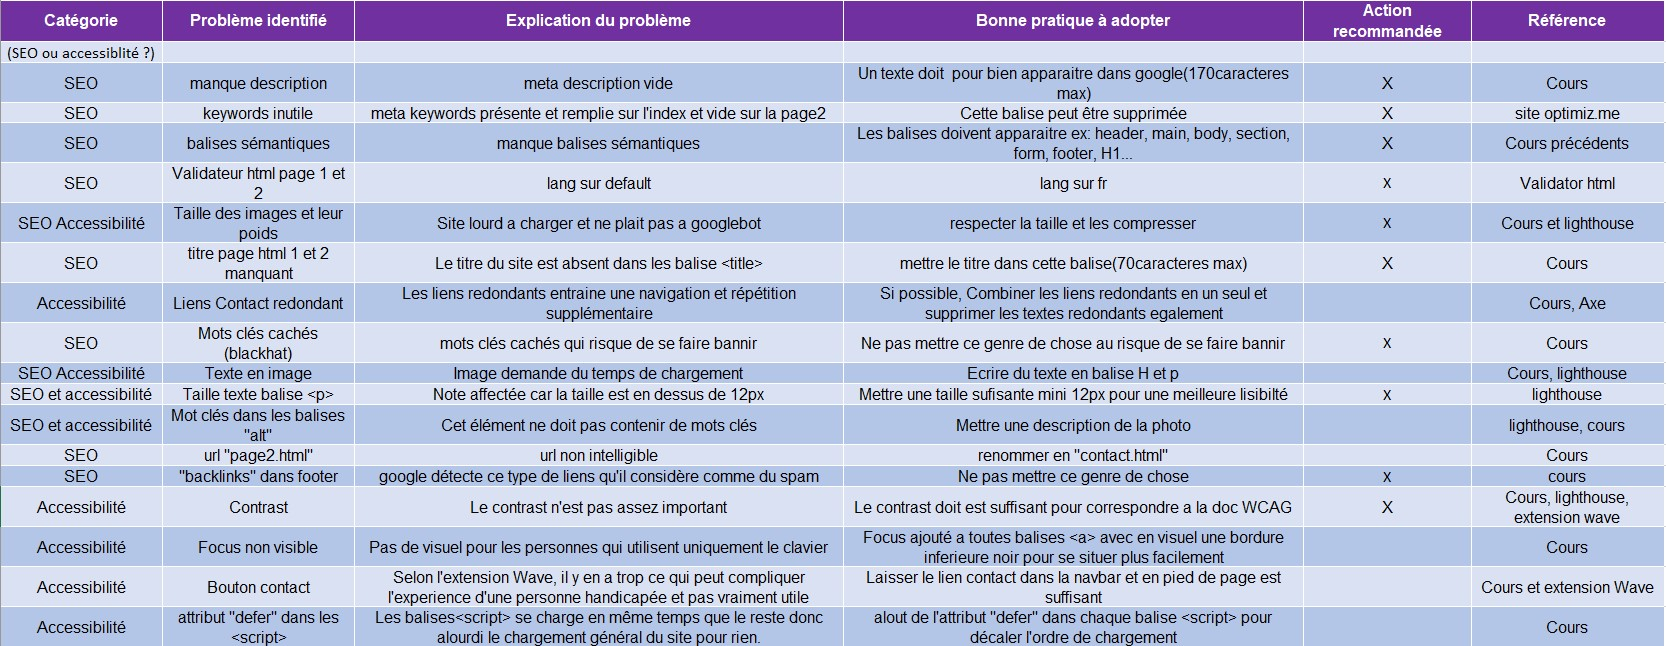 Catégorie Problème identifié Explication du problème Bonne pratique à adopter Action recommandée Référence
(SEO ou accessiblité ?)
SEO manque description meta description vide Un texte doit  pour bien apparaitre dans google(170caracteres max) X Cours
SEO keywords inutile meta keywords présente et remplie sur l'index et vide sur la page2 Cette balise peut être supprimée X site optimiz.me
SEO balises sémantiques manque balises sémantiques Les balises doivent apparaitre ex: header, main, body, section, form, footer, H1... X Cours précédents
SEO Validateur html page 1 et 2 lang sur default lang sur fr x Validator html
SEO Accessibilité Taille des images et leur poids Site lourd a charger et ne plait pas a googlebot respecter la taille et les compresser x Cours et lighthouse
SEO titre page html 1 et 2 manquant Le titre du site est absent dans les balise <title> mettre le titre dans cette balise(70caracteres max) X Cours
Accessibilité Liens Contact redondant Les liens redondants entraine une navigation et répétition supplémentaire Si possible, Combiner les liens redondants en un seul et supprimer les textes redondants egalement Cours, Axe
SEO Mots clés cachés (blackhat) mots clés cachés qui risque de se faire bannir Ne pas mettre ce genre de chose au risque de se faire bannir x Cours
SEO Accessibilité Texte en image Image demande du temps de chargement Ecrire du texte en balise H et p Cours, lighthouse
SEO et accessibilité Taille texte balise <p> Note affectée car la taille est en dessus de 12px Mettre une taille sufisante mini 12px pour une meilleure lisibilté x lighthouse
SEO et accessibilité Mot clés dans les balises "alt" Cet élément ne doit pas contenir de mots clés Mettre une description de la photo lighthouse, cours
SEO url "page2.html" url non intelligible renommer en "contact.html" Cours
SEO "backlinks" dans footer google détecte ce type de liens qu'il considère comme du spam Ne pas mettre ce genre de chose x cours
Accessibilité Contrast Le contrast n'est pas assez important Le contrast doit est suffisant pour correspondre a la doc WCAG X Cours, lighthouse, extension wave
Accessibilité Focus non visible Pas de visuel pour les personnes qui utilisent uniquement le clavier Focus ajouté a toutes balises <a> avec en visuel une bordure inferieure noir pour se situer plus facilement Cours
Accessibilité Bouton contact Selon l'extension Wave, il y en a trop ce qui peut compliquer l'experience d'une personne handicapée et pas vraiment utile Laisser le lien contact dans la navbar et en pied de page est suffisant Cours et extension Wave
Accessibilité attribut "defer" dans les <script> Les balises<script> se charge en même temps que le reste donc alourdi le chargement général du site pour rien. alout de l'attribut "defer" dans chaque balise <script> pour décaler l'ordre de chargement Cours